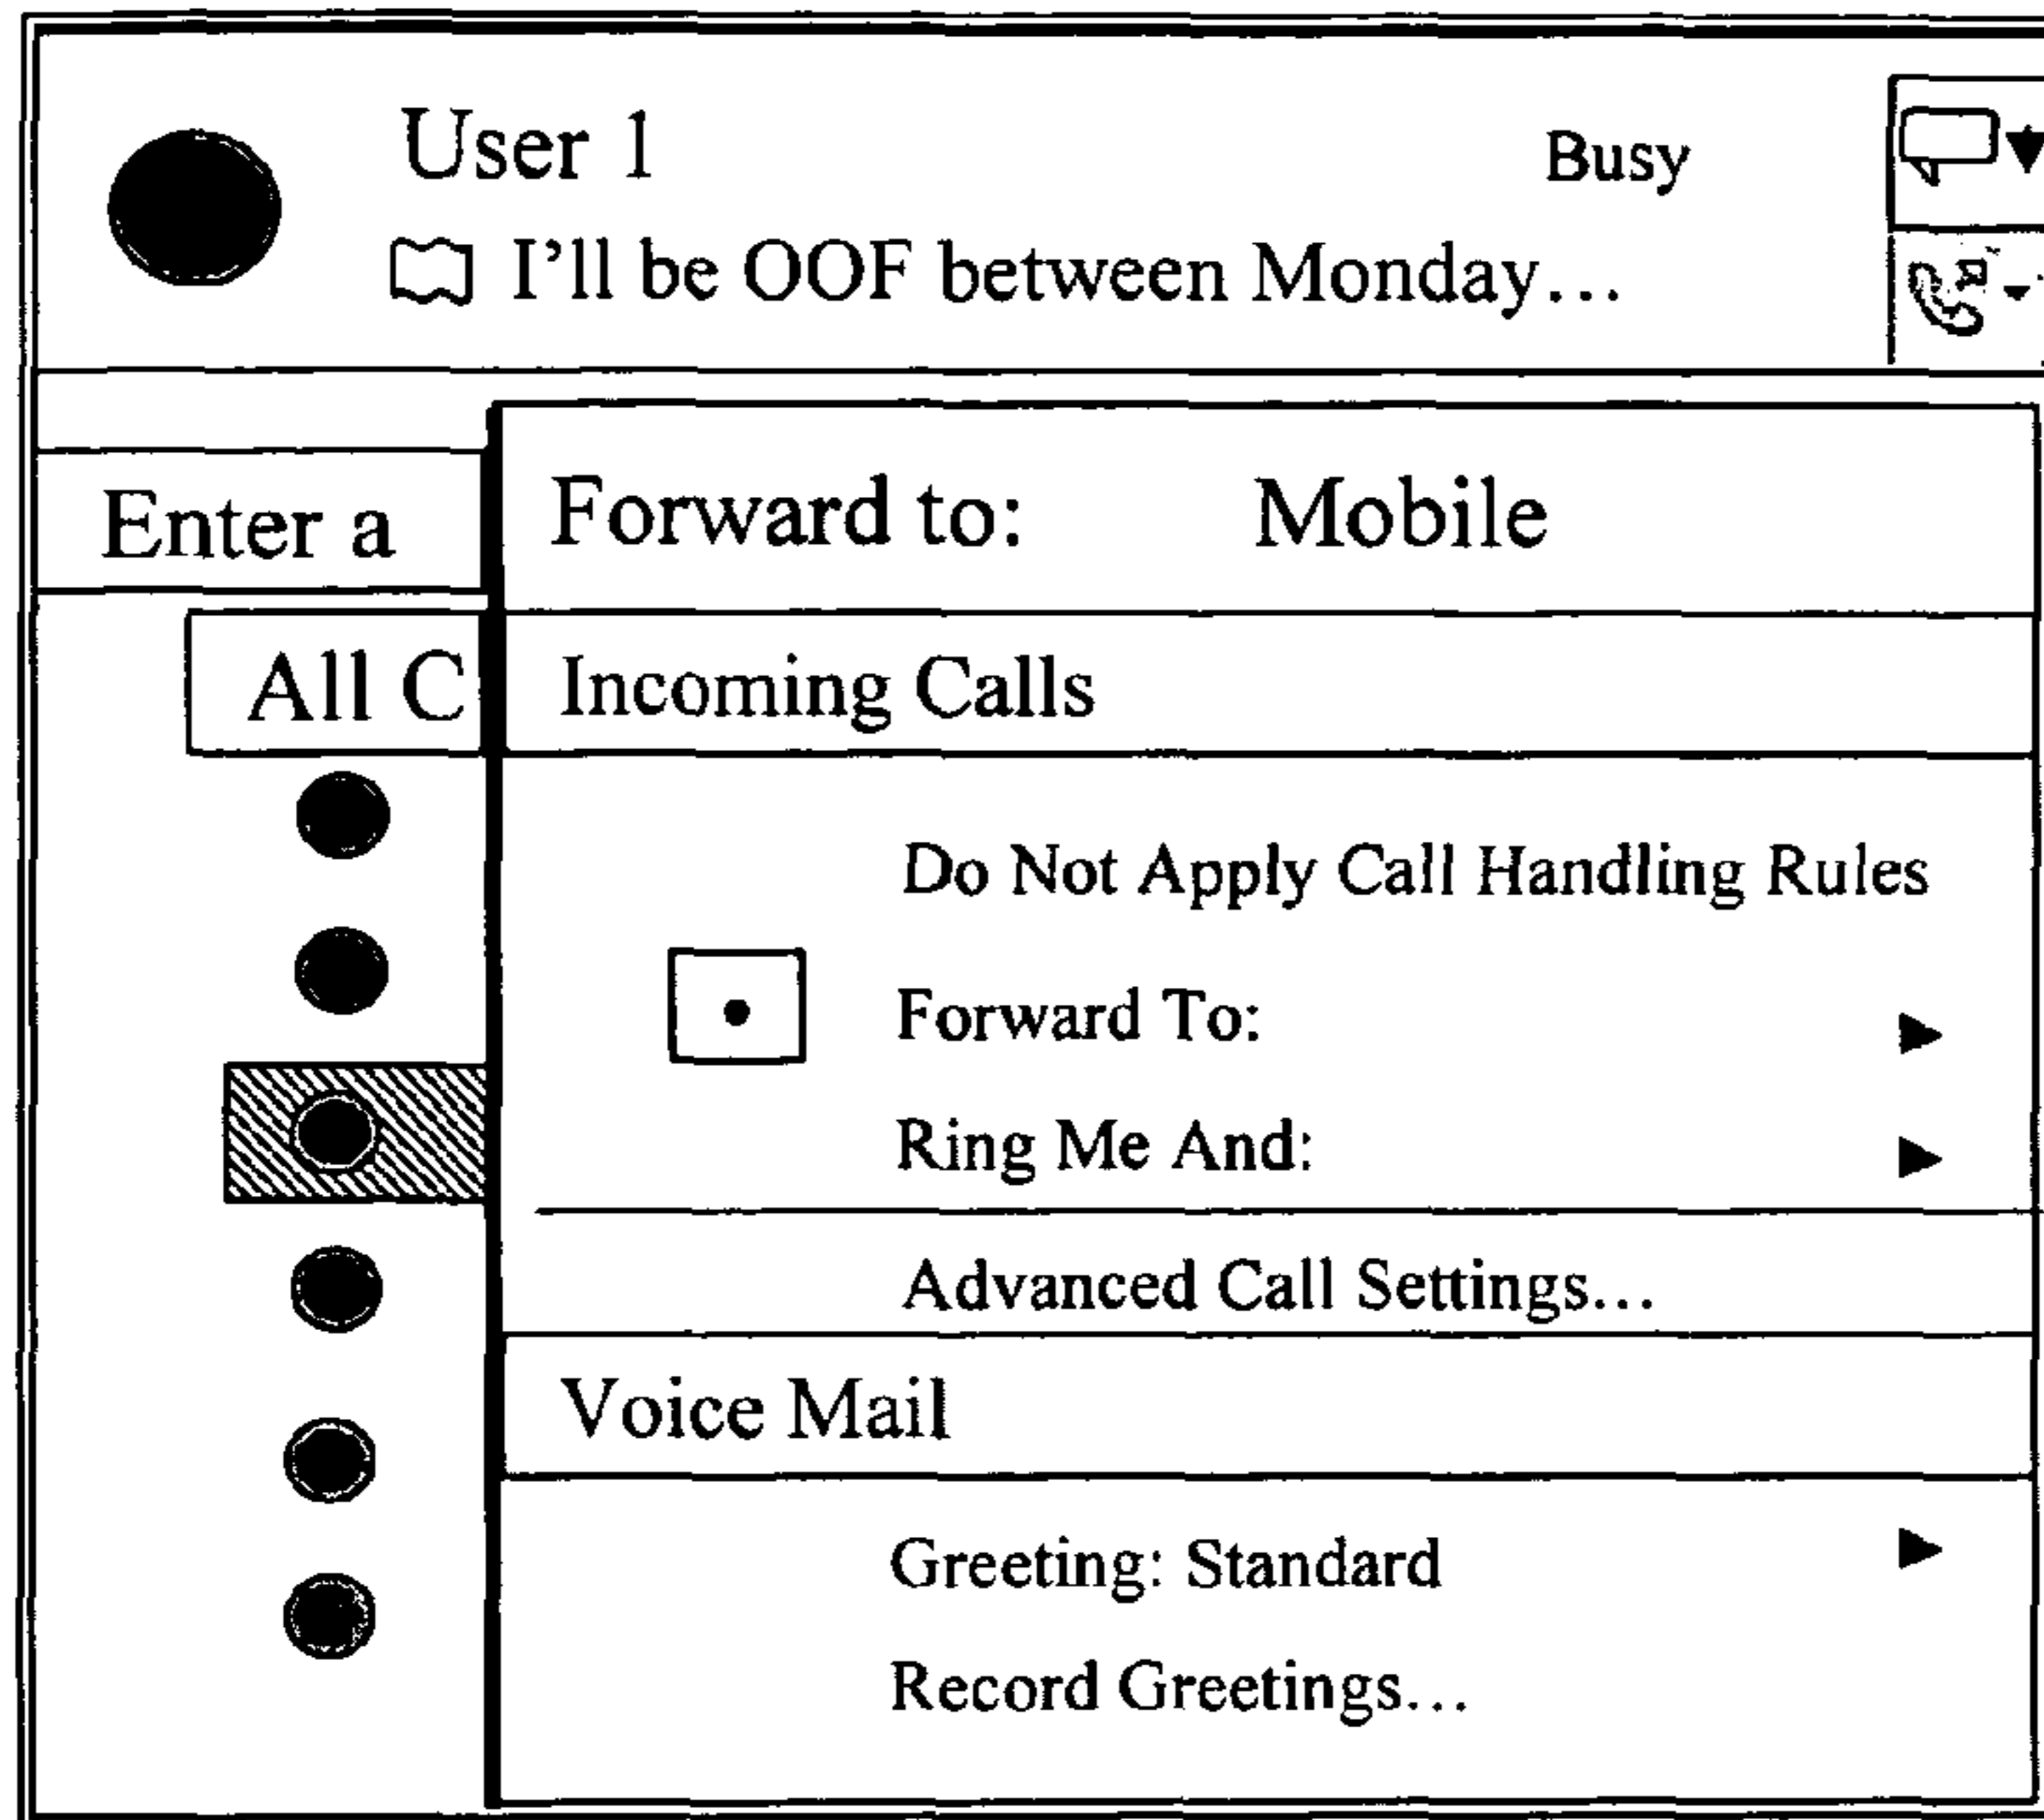 User 1 Busy
I'll be OOF between Monday...
Enter a
Forward to: Mobile
All C
Incoming Calls
Do Not Apply Call Handling Rules
Forward To:
Ring Me And:
Advanced Call Settings...
Voice Mail
Greeting: Standard
Record Greetings...